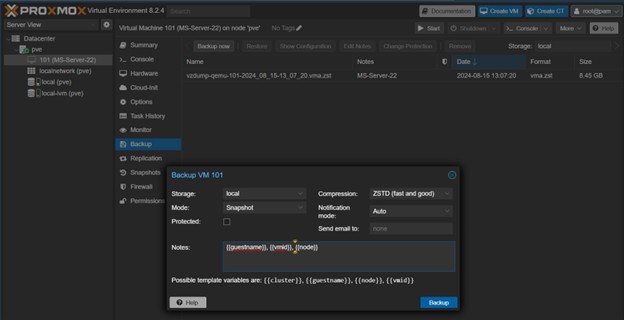 PROXMOX Virtual Environment 8.2.4 Search Documentation Create VM Create CT root@pam
Server View Virtual Machine 101 (MS-Server-22) on node 'pve' No Tags Start Shutdown Console More Help
Datacenter
pve
101 (MS-Server-22)
localnetwork (pve)
local (pve)
local-lvm (pve)
Summary
Console
Hardware
Cloud-Init
Options
Task History
Monitor
Backup
Replication
Snapshots
Firewall
Permissions
Backup now Restore Show Configuration Edit Notes Change Protection Remove Storage: local
Name Notes Date Format Size
vzdump-qemu-101-2024_08_15-13_07_20.vma.zst MS-Server-22 2024-08-15 13:07:20 vma.zst 8.45 GB
Backup VM 101
Storage: local Compression: ZSTD (fast and good)
Mode: Snapshot Notification mode: Auto
Protected: Send email to: none
Notes: {{guestname}}, {{vmid}}, {{node}}
Possible template variables are: {{cluster}}, {{guestname}}, {{node}}, {{vmid}}
Help Backup